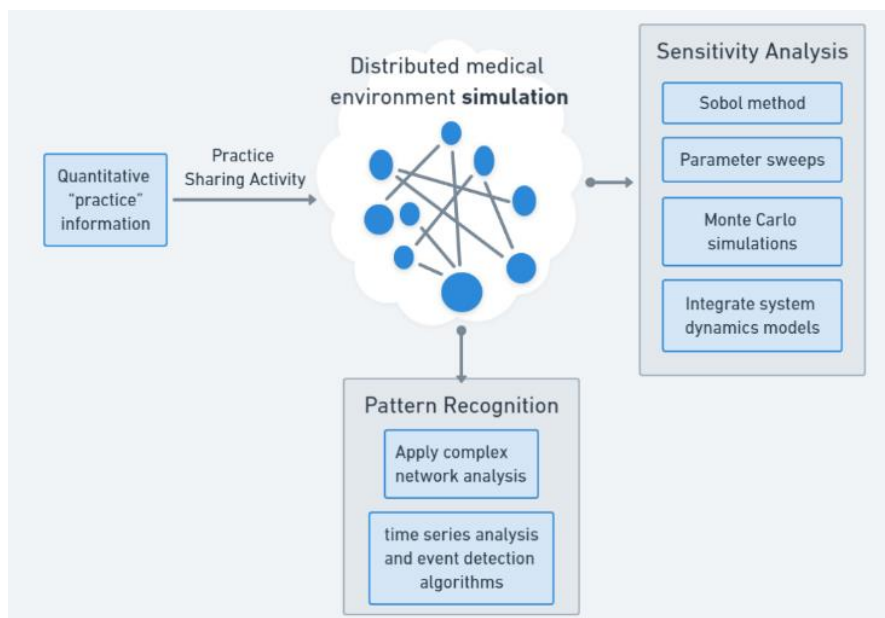 Distributed medical
environment simulation
Practice
Sharing Activity
Quantitative
"practice"
information
Sensitivity Analysis
Sobol method
Parameter sweeps
Monte Carlo
simulations
Integrate system
dynamics models
Pattern Recognition
Apply complex
network analysis
time series analysis
and event detection
algorithms